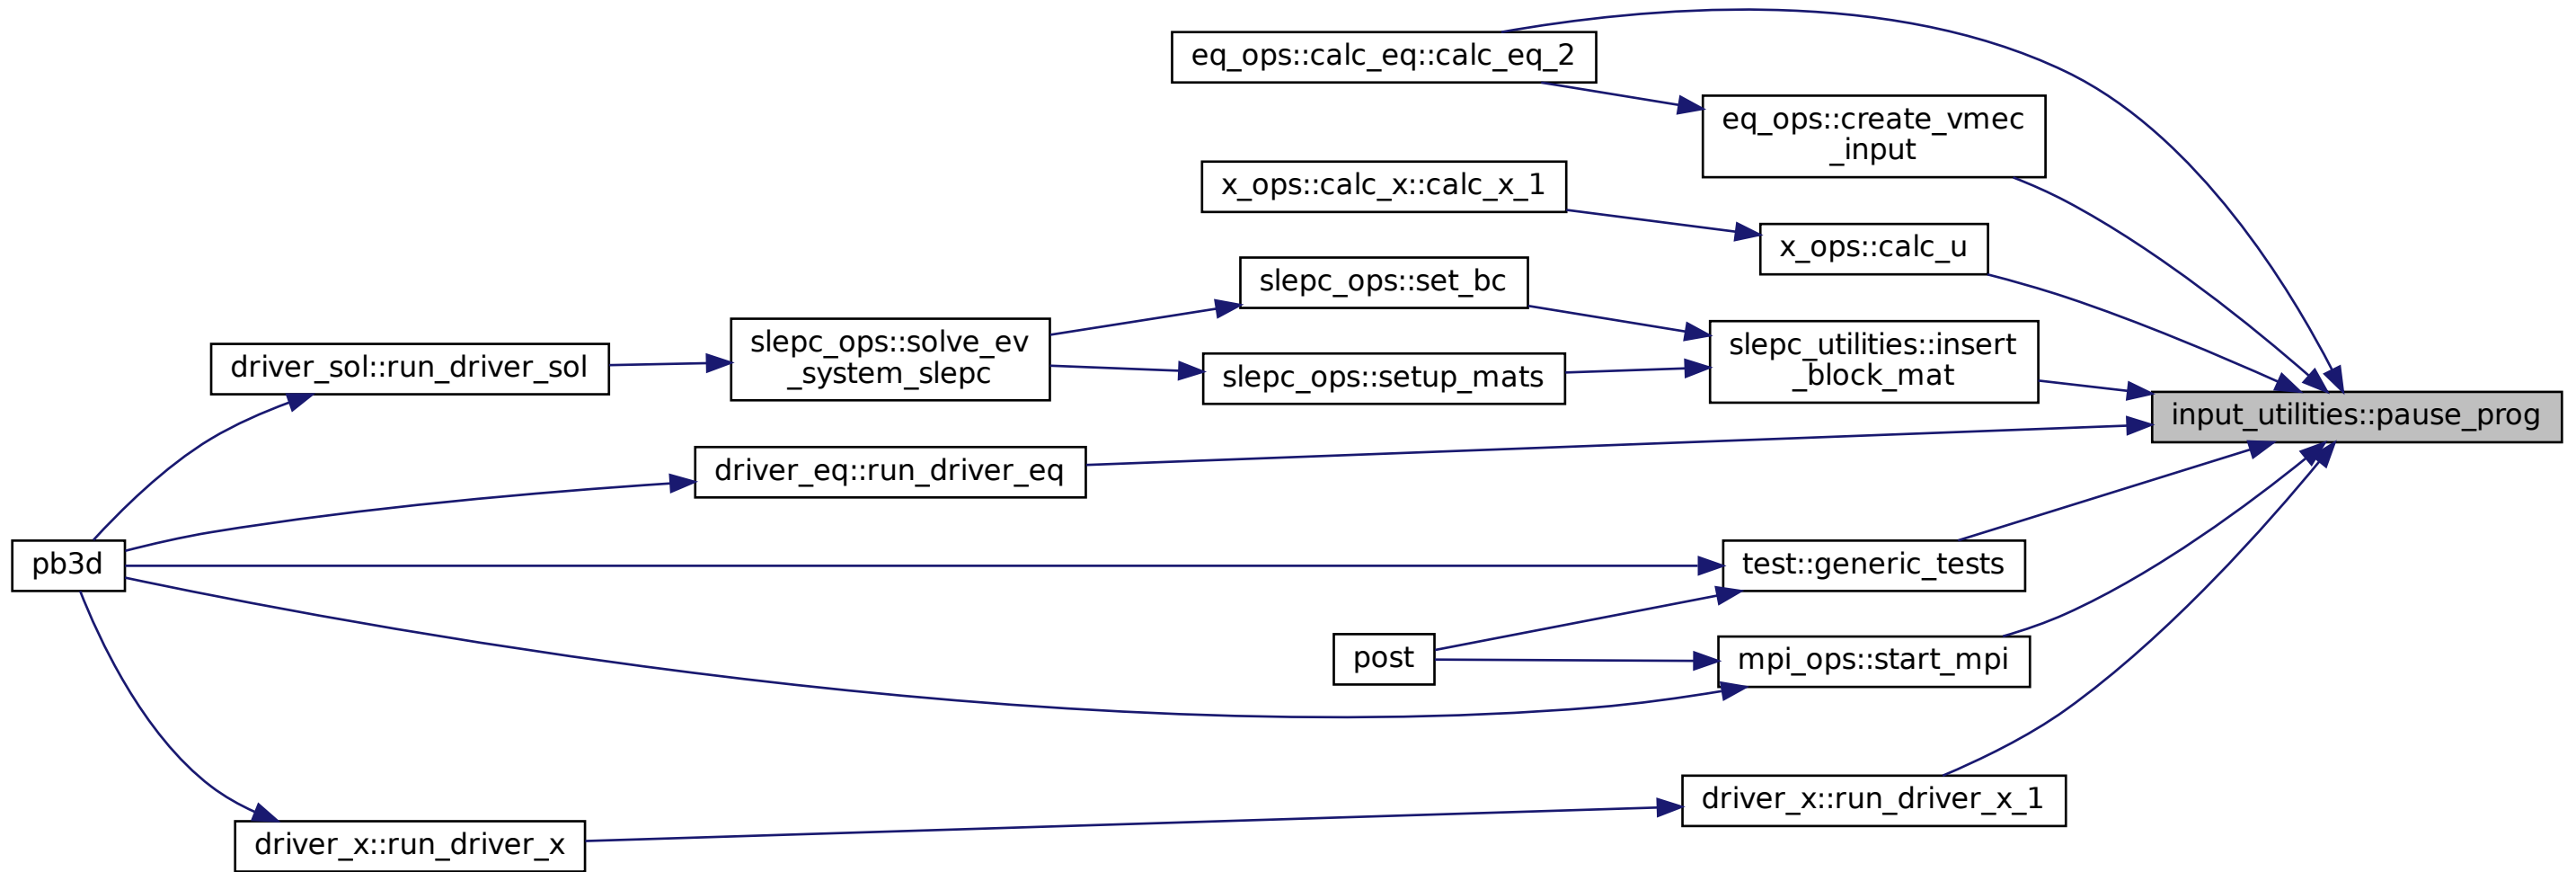 eq_ops::calc_eq::calc_eq_2
eq_ops::create_vmec
_input
x_ops::calc_x::calc_x_1
x_ops::calc_u
slepc_ops::set_bc
slepc_utilities::insert
_block_mat
slepc_ops::solve_ev
_system_slepc
driver_sol::run_driver_sol
slepc_ops::setup_mats
input_utilities::pause_prog
driver_eq::run_driver_eq
pb3d
test::generic_tests
post
mpi_ops::start_mpi
driver_x::run_driver_x_1
driver_x::run_driver_x